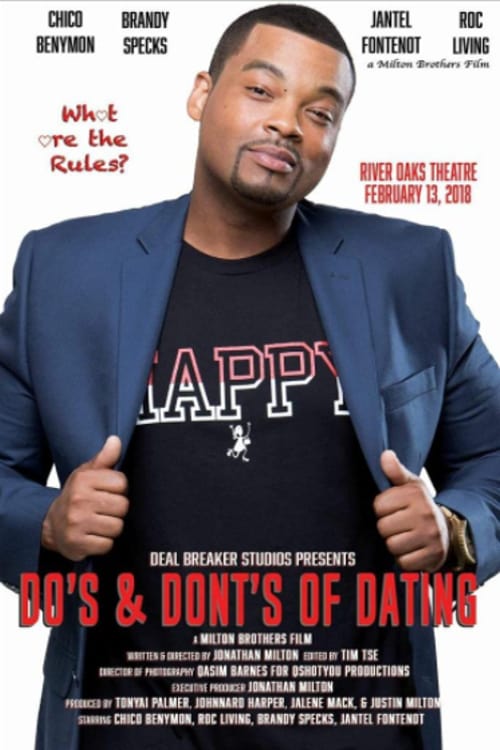 CHICO BENYMON
BRANDY SPECKS
JANTEL FONTENOT
ROC LIVING
a Milton Brothers Film
What
are the
Rules?
RIVER OAKS THEATRE
FEBRUARY 13, 2018
HAPPY
DEAL BREAKER STUDIOS PRESENTS
DO'S & DONT'S OF DATING
A MILTON BROTHERS FILM
WRITTEN & DIRECTED BY JONATHAN MILTON EDITED BY TIM TSE
DIRECTOR OF PHOTOGRAPHY QASIM BARNES FOR QSHOTYOU PRODUCTIONS
EXECUTIVE PRODUCER JONATHAN MILTON
PRODUCED BY TONYAI PALMER, JOHNNARD HARPER, JALENE MACK, & JUSTIN MILTON
STARRING CHICO BENYMON, ROC LIVING, BRANDY SPECKS, JANTEL FONTENOT